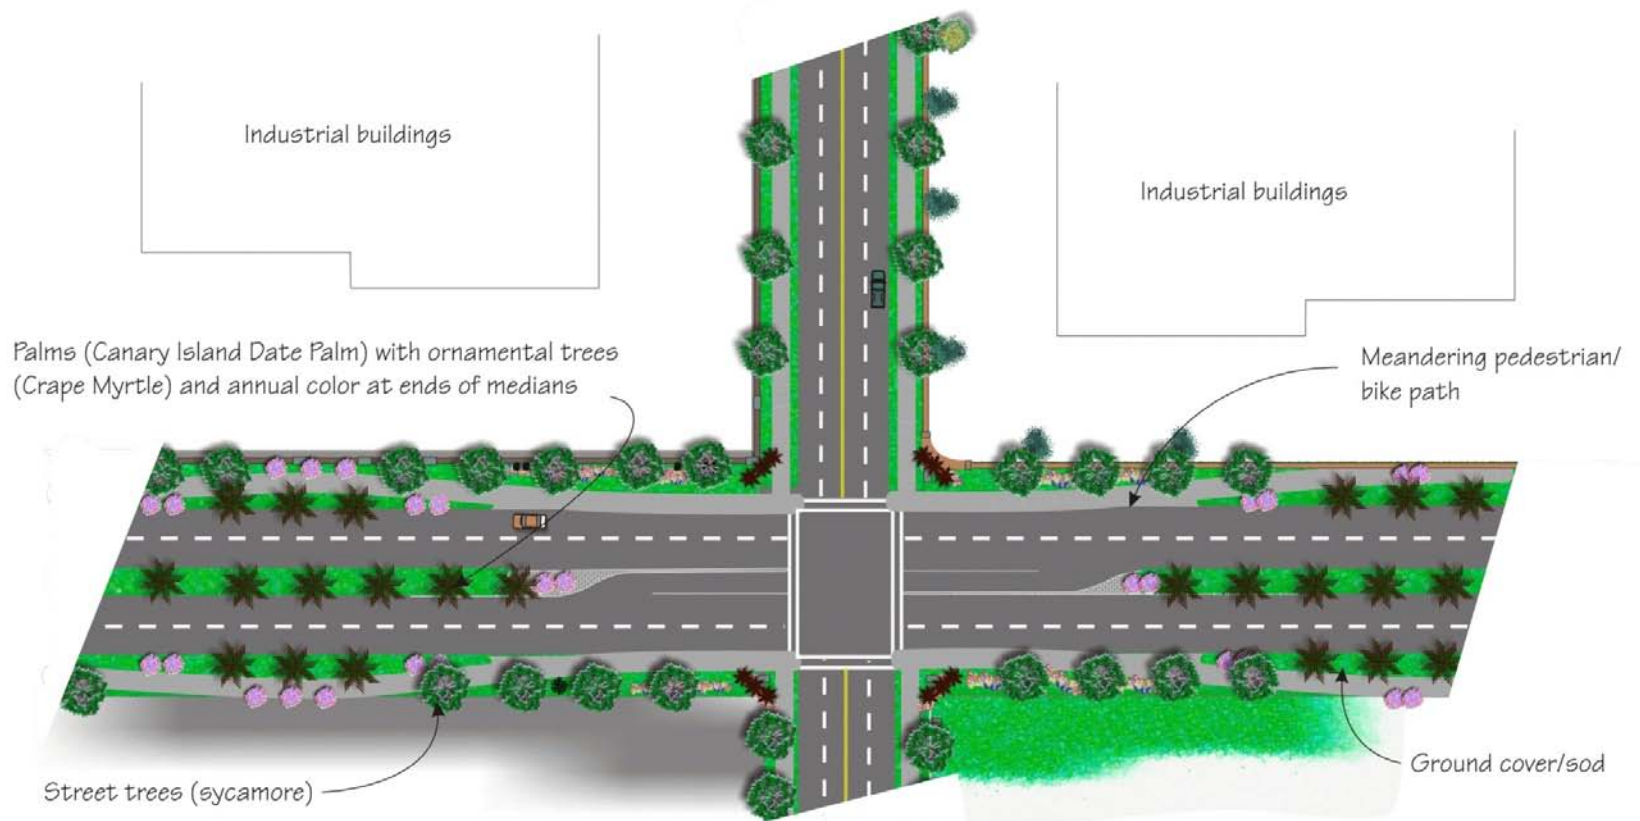 Industrial buildings
Industrial buildings
Palms (Canary Island Date Palm) with ornamental trees
(Crape Myrtle) and annual color at ends of medians
Meandering pedestrian/
bike path
Street trees (sycamore)
Ground cover/sod